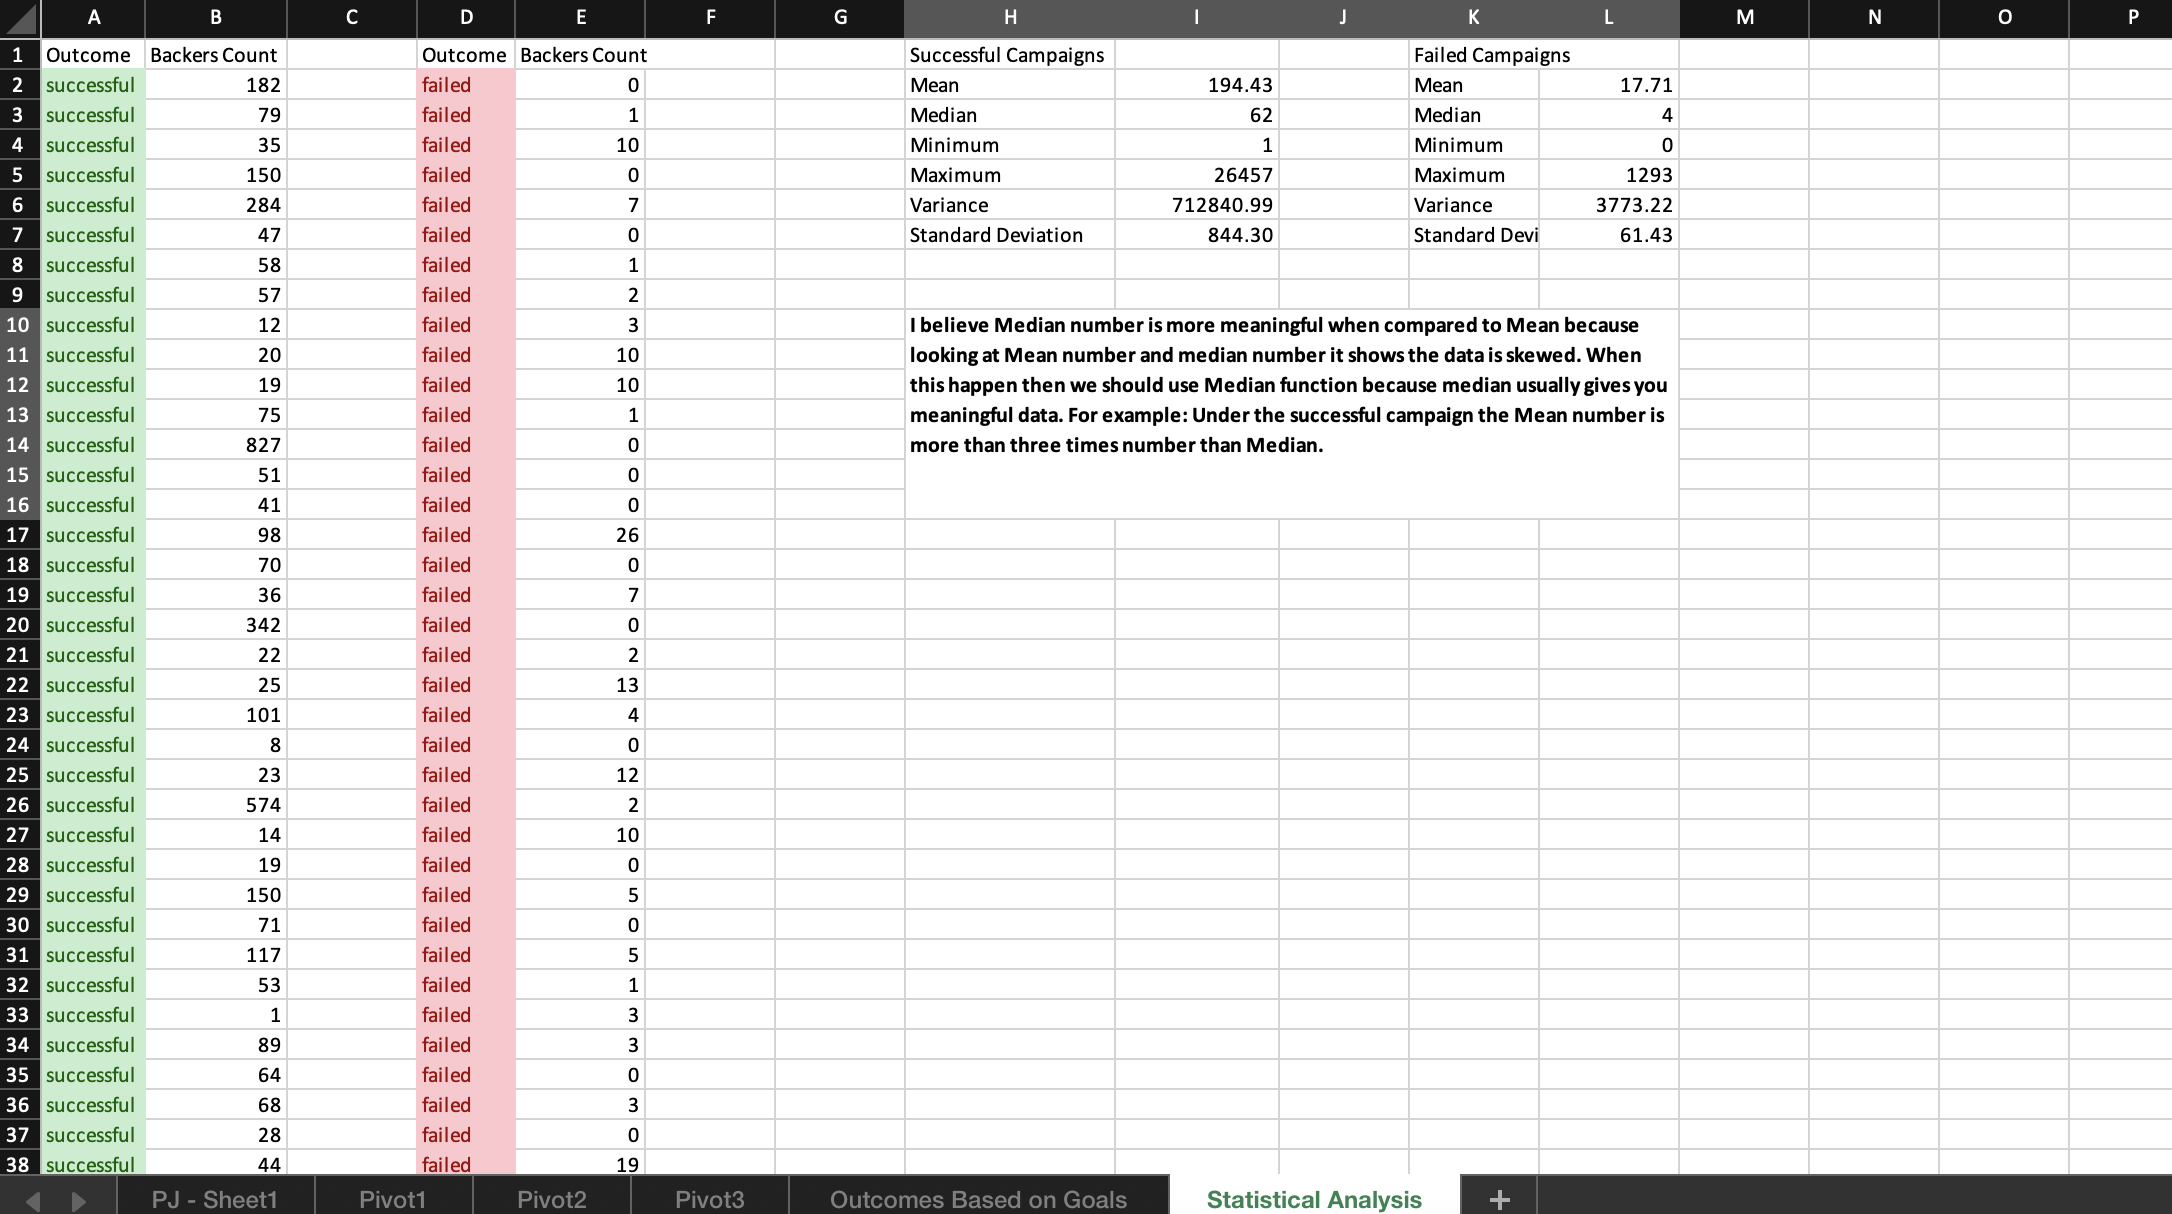 A B C D E F G H I J K L M N O P
1 Outcome Backers Count Outcome Backers Count Successful Campaigns Failed Campaigns
2 successful 182 failed 0 Mean 194.43 Mean 17.71
3 successful 79 failed 1 Median 62 Median 4
4 successful 35 failed 10 Minimum 1 Minimum 0
5 successful 150 failed 0 Maximum 26457 Maximum 1293
6 successful 284 failed 7 Variance 712840.99 Variance 3773.22
7 successful 47 failed 0 Standard Deviation 844.30 Standard Devi 61.43
8 successful 58 failed 1
9 successful 57 failed 2
10 successful 12 failed 3 I believe Median number is more meaningful when compared to Mean because
11 successful 20 failed 10 looking at Mean number and median number it shows the data is skewed. When
12 successful 19 failed 10 this happen then we should use Median function because median usually gives you
13 successful 75 failed 1 meaningful data. For example: Under the successful campaign the Mean number is
14 successful 827 failed 0 more than three times number than Median.
15 successful 51 failed 0
16 successful 41 failed 0
17 successful 98 failed 26
18 successful 70 failed 0
19 successful 36 failed 7
20 successful 342 failed 0
21 successful 22 failed 2
22 successful 25 failed 13
23 successful 101 failed 4
24 successful 8 failed 0
25 successful 23 failed 12
26 successful 574 failed 2
27 successful 14 failed 10
28 successful 19 failed 0
29 successful 150 failed 5
30 successful 71 failed 0
31 successful 117 failed 5
32 successful 53 failed 1
33 successful 1 failed 3
34 successful 89 failed 3
35 successful 64 failed 0
36 successful 68 failed 3
37 successful 28 failed 0
38 successful 44 failed 19
PJ - Sheet1 Pivot1 Pivot2 Pivot3 Outcomes Based on Goals Statistical Analysis +